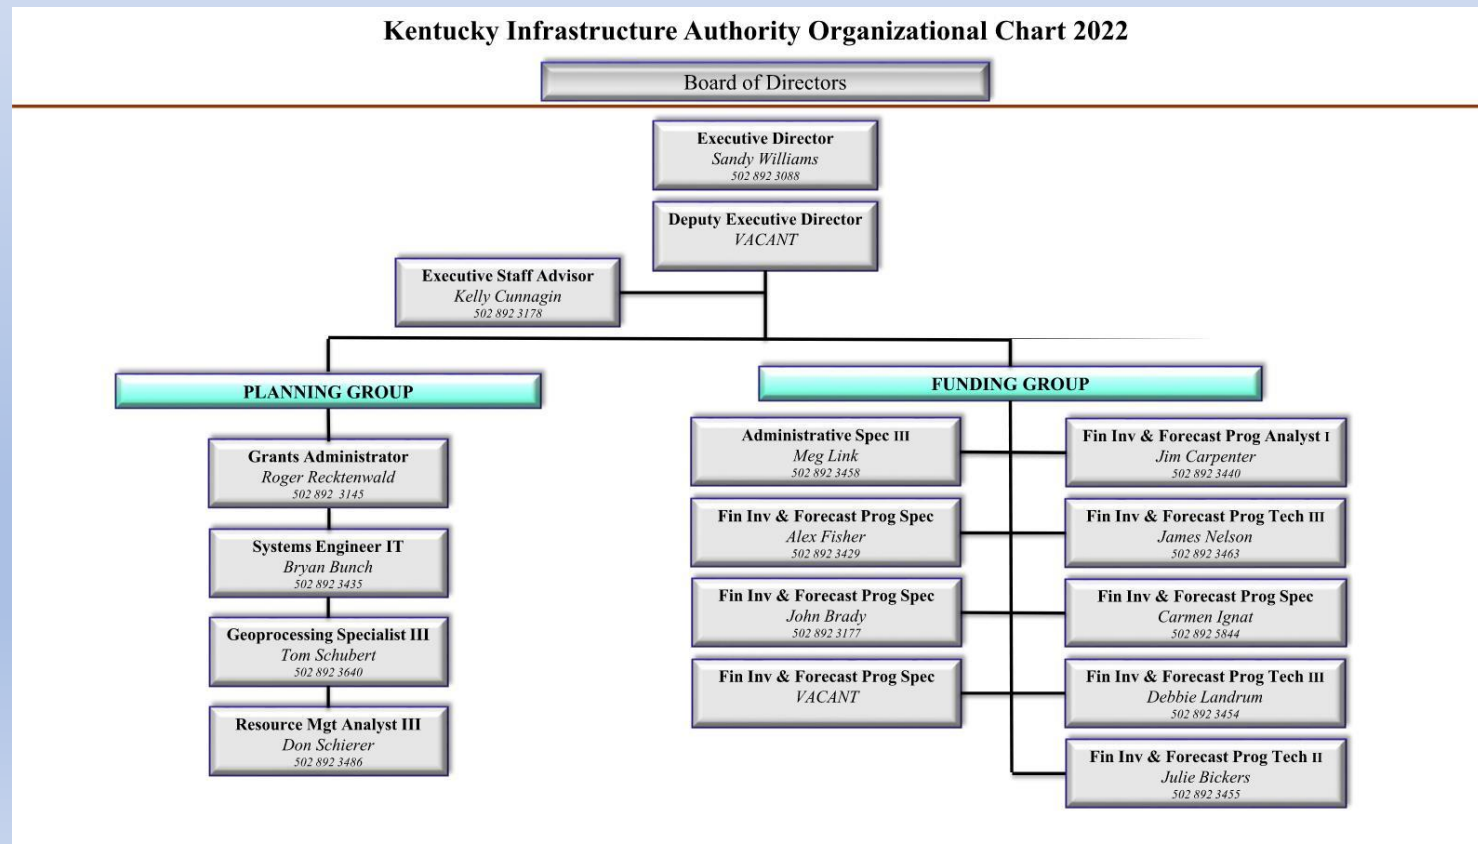 Kentucky Infrastructure Authority Organizational Chart 2022
Board of Directors
Executive Director
Sandy Williams
502 892 3088
Deputy Executive Director
VACANT
Executive Staff Advisor
Kelly Cunnagin
502 892 3178
PLANNING GROUP
Grants Administrator
Roger Recktenwald
502 892 3145
Systems Engineer IT
Bryan Bunch
502 892 3435
Geoprocessing Specialist III
Tom Schubert
502 892 3640
Resource Mgt Analyst III
Don Schierer
502 892 3486
FUNDING GROUP
Administrative Spec III
Meg Link
502 892 3458
Fin Inv & Forecast Prog Spec
Alex Fisher
502 892 3429
Fin Inv & Forecast Prog Spec
John Brady
502 892 3177
Fin Inv & Forecast Prog Spec
VACANT
Fin Inv & Forecast Prog Analyst I
Jim Carpenter
502 892 3440
Fin Inv & Forecast Prog Tech III
James Nelson
502 892 3463
Fin Inv & Forecast Prog Spec
Carmen Ignat
502 892 5844
Fin Inv & Forecast Prog Tech III
Debbie Landrum
502 892 3454
Fin Inv & Forecast Prog Tech II
Julie Bickers
502 892 3455